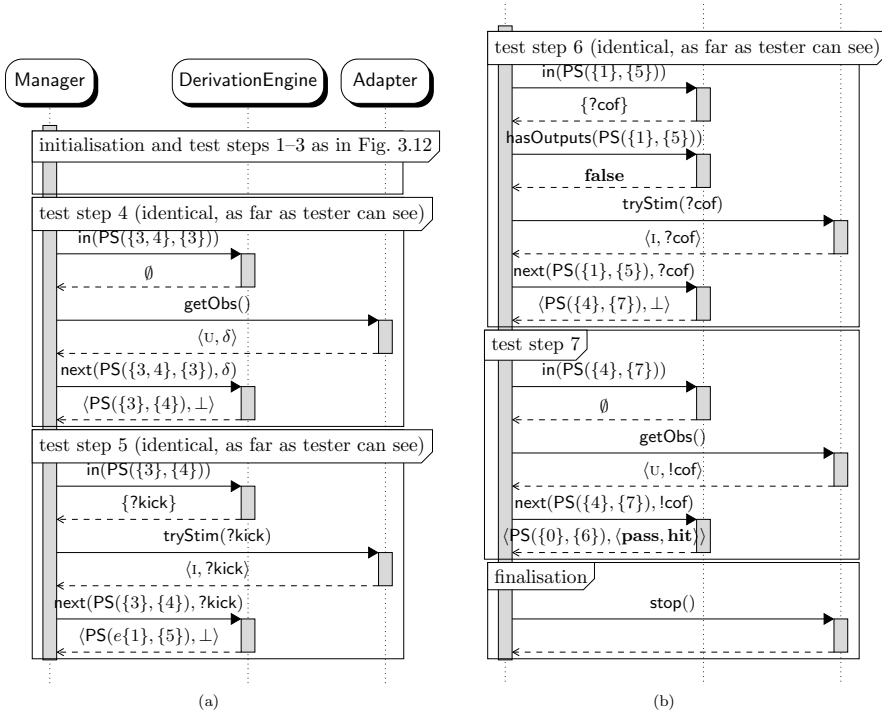 Manager
DerivationEngine
Adapter
initialisation and test steps 1–3 as in Fig. 3.12
test step 4 (identical, as far as tester can see)
in(PS({3, 4}, {3}))
∅
getObs()
⟨U, δ⟩
next(PS({3, 4}, {3}), δ)
⟨PS({3}, {4}), ⊥⟩
test step 5 (identical, as far as tester can see)
in(PS({3}, {4}))
{?kick}
tryStim(?kick)
⟨I, ?kick⟩
next(PS({3}, {4}), ?kick)
⟨PS(e{1}, {5}), ⊥⟩
(a)
test step 6 (identical, as far as tester can see)
in(PS({1}, {5}))
{?cof}
hasOutputs(PS({1}, {5}))
false
tryStim(?cof)
⟨I, ?cof⟩
next(PS({1}, {5}), ?cof)
⟨PS({4}, {7}), ⊥⟩
test step 7
in(PS({4}, {7}))
∅
getObs()
⟨U, !cof⟩
next(PS({4}, {7}), !cof)
⟨PS({0}, {6}), ⟨pass, hit⟩⟩
finalisation
stop()
(b)